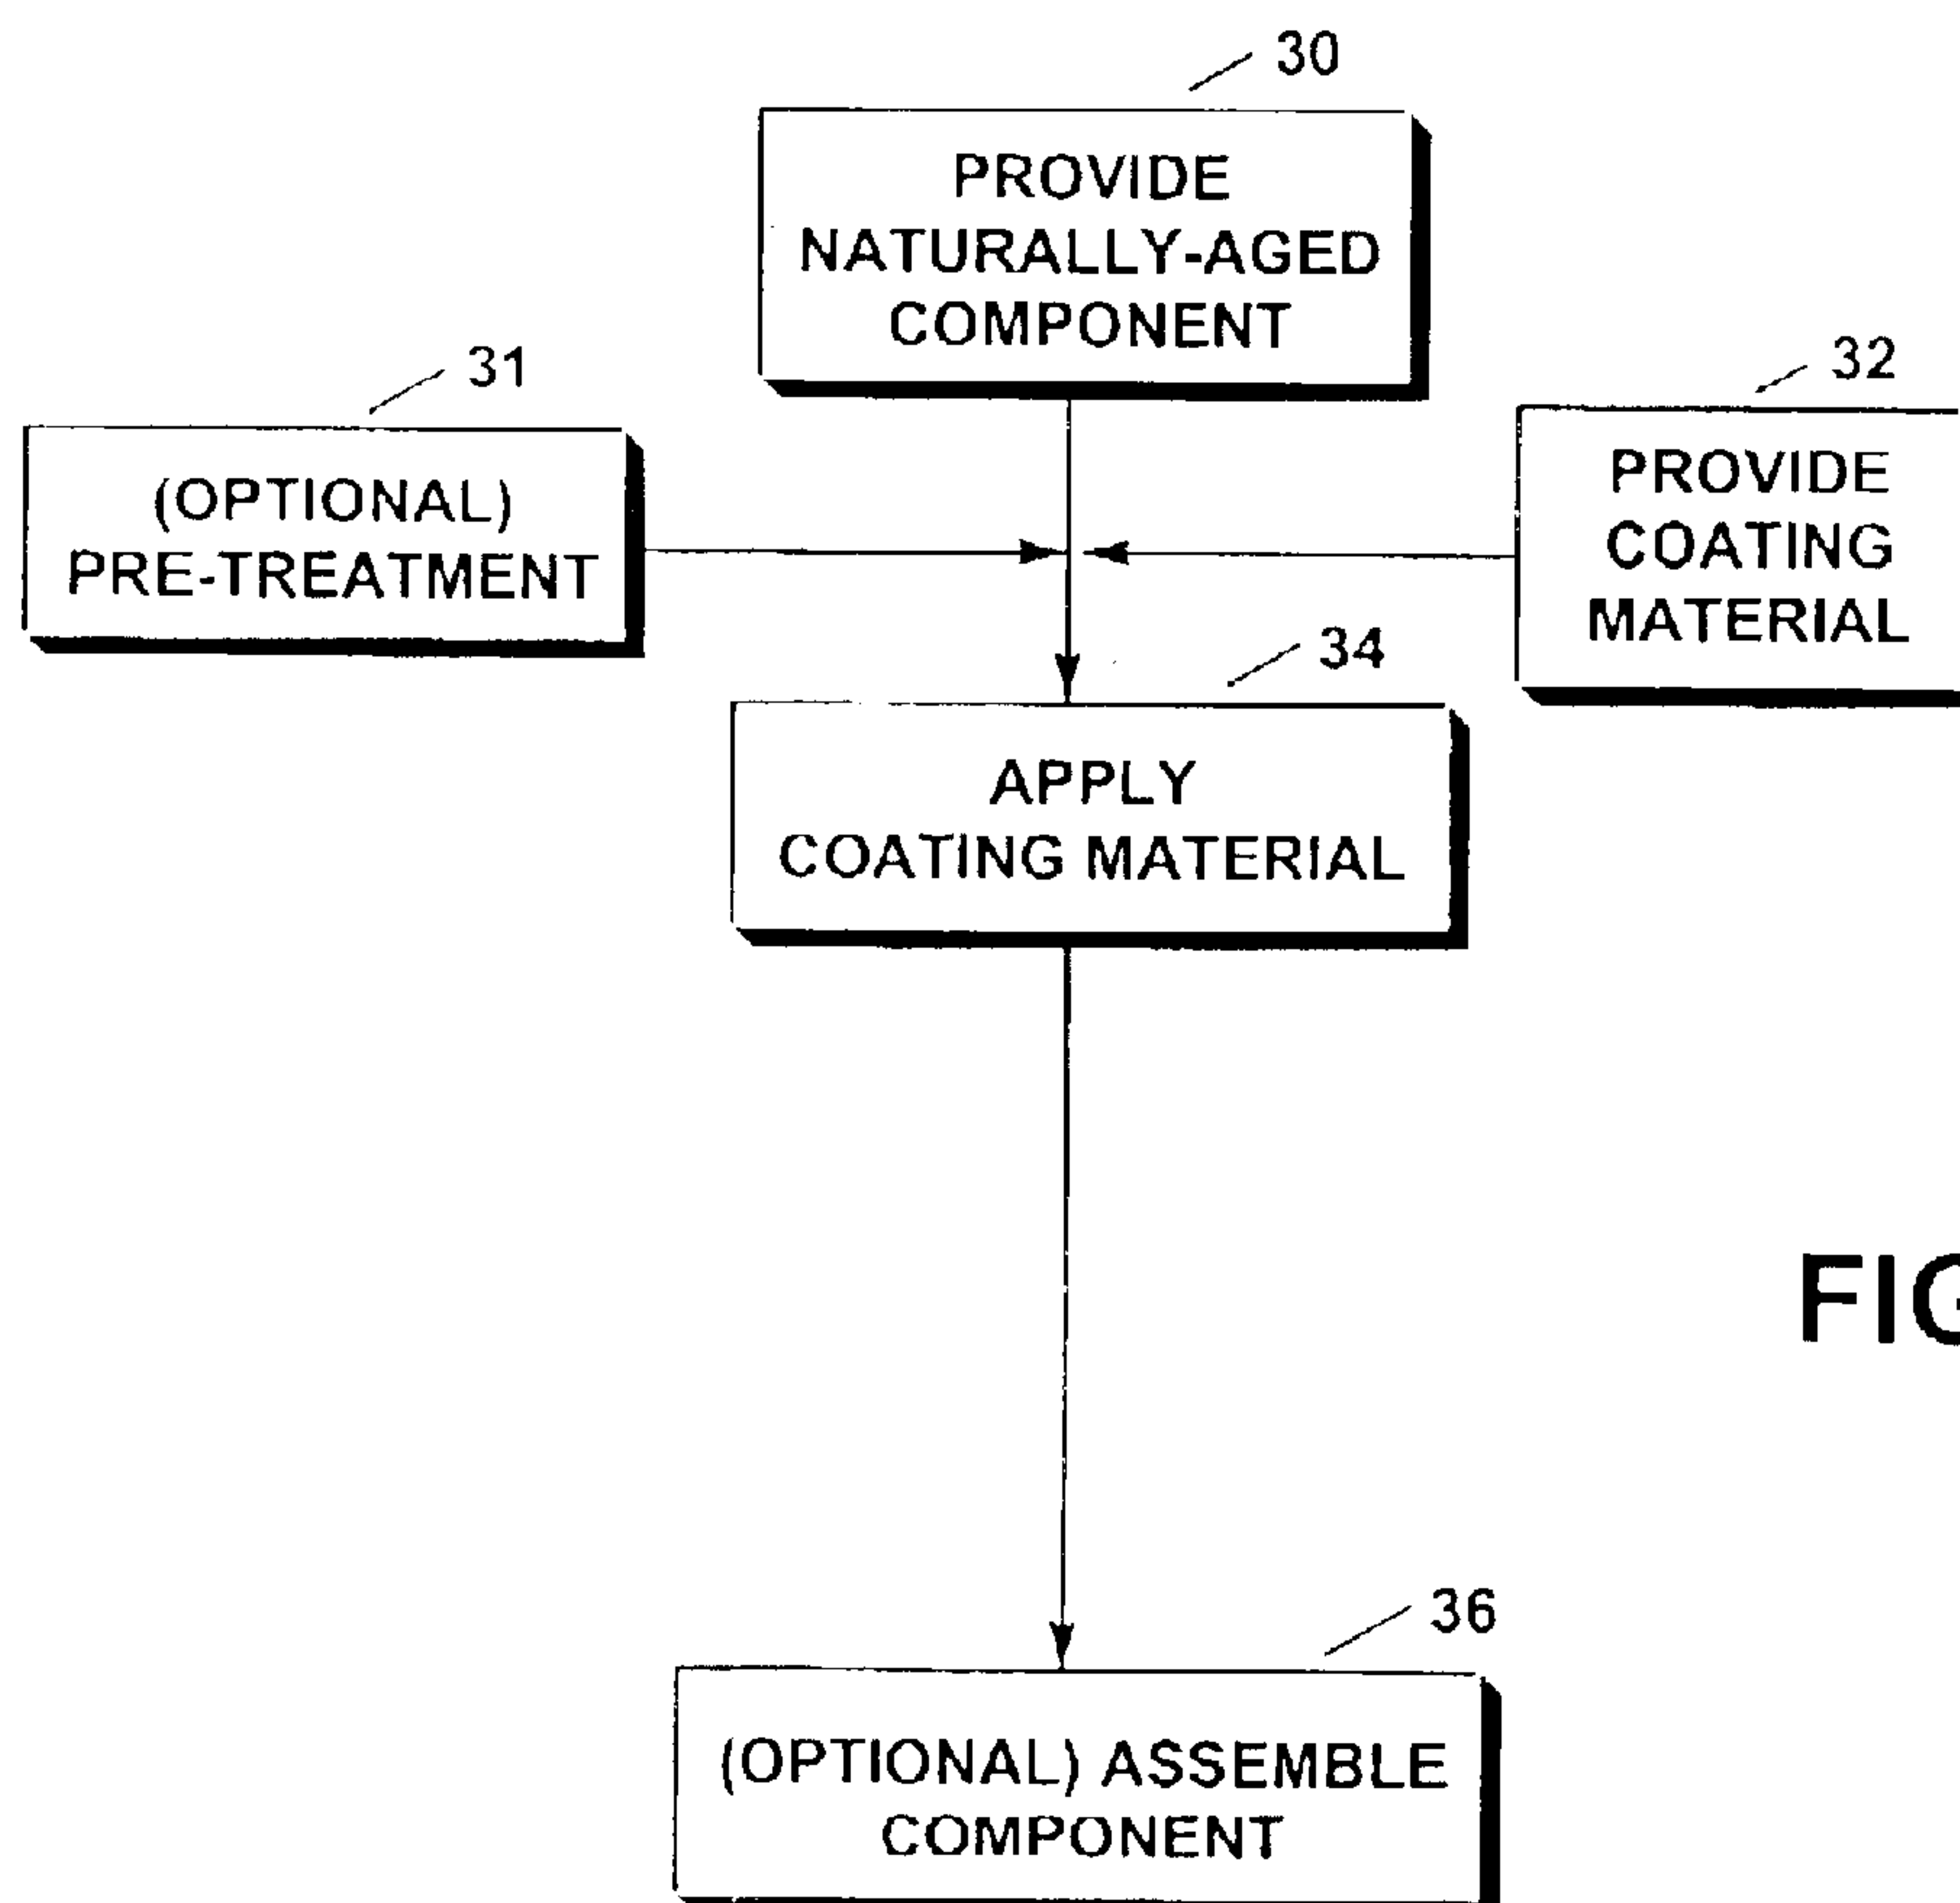 30
PROVIDE
NATURALLY-AGED
COMPONENT
31
(OPTIONAL)
PRE-TREATMENT
32
PROVIDE
COATING
MATERIAL
34
APPLY
COATING MATERIAL
FIG
36
(OPTIONAL) ASSEMBLE
COMPONENT